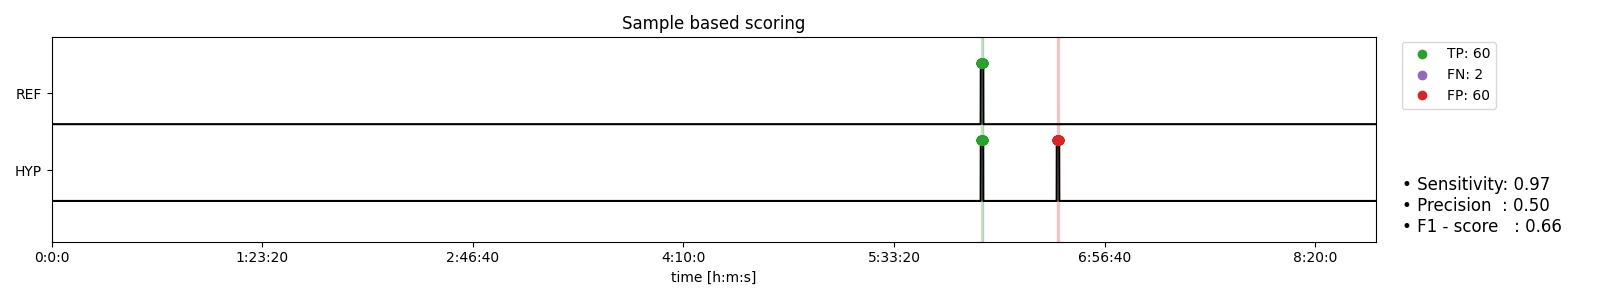 Sample based scoring
REF
HYP
0:0:0
1:23:20
2:46:40
4:10:0
5:33:20
6:56:40
8:20:0
time [h:m:s]
TP: 60
FN: 2
FP: 60
• Sensitivity: 0.97
• Precision : 0.50
• F1 - score : 0.66